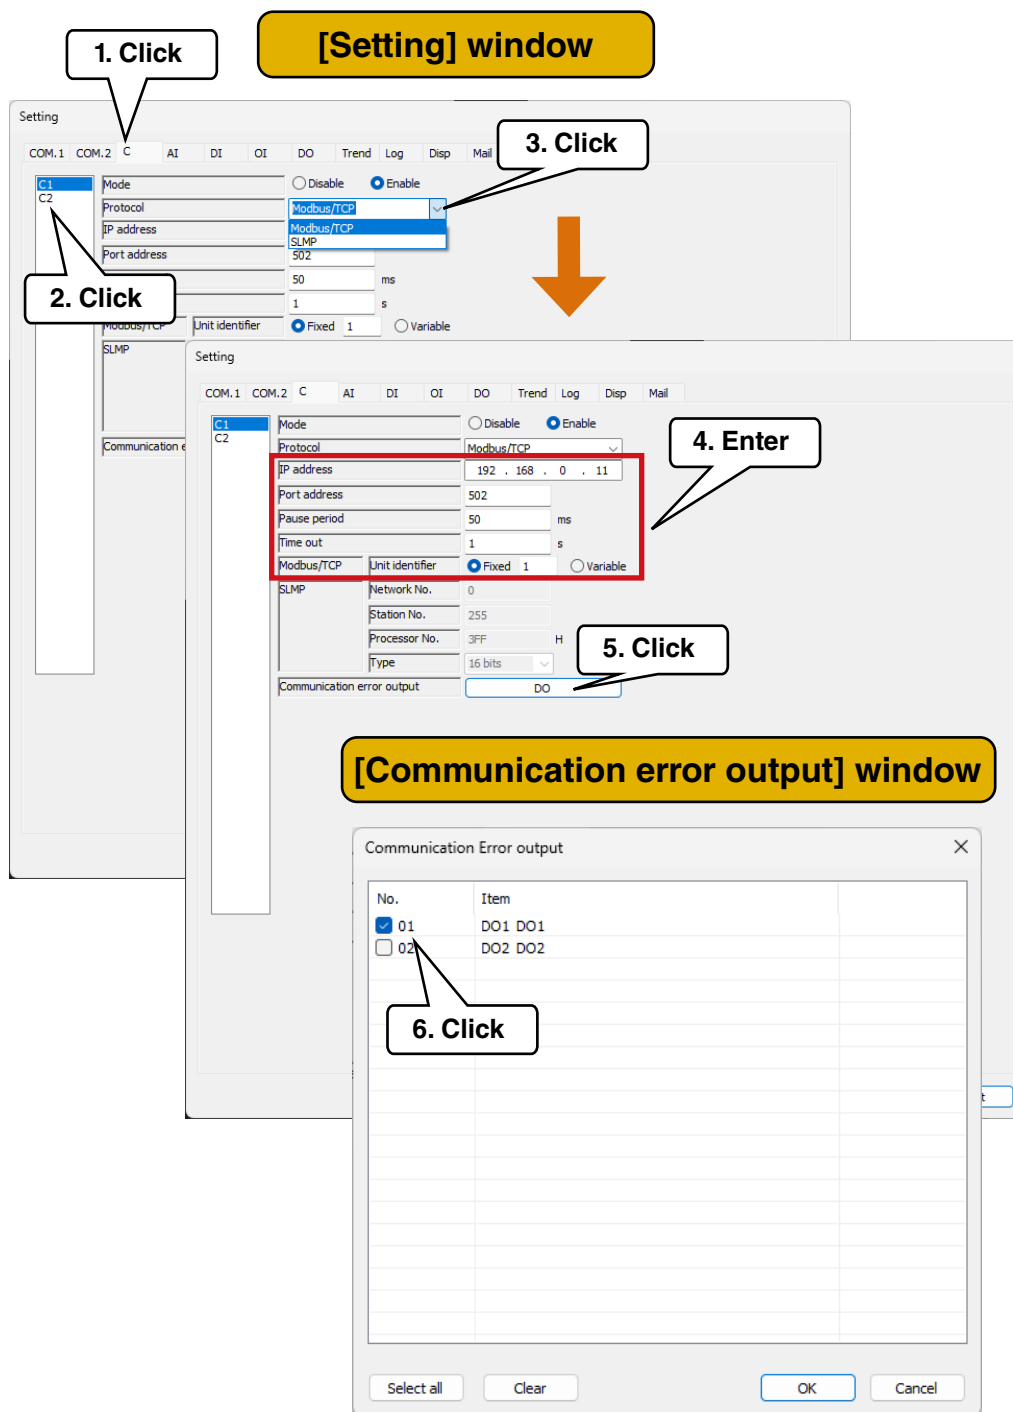 [Setting] window
1. Click
Setting
COM.1 COM.2 C AI DI OI DO Trend Log Disp Mail
3. Click
C1
C2
Mode Disable Enable
Protocol Modbus/TCP
Modbus/TCP
SLMP
IP address
Port address 502
50 ms
1 s
2. Click
Modbus/TCP Unit identifier Fixed 1 Variable
SLMP
Communication e
Setting
COM.1 COM.2 C AI DI OI DO Trend Log Disp Mail
C1
C2
Mode Disable Enable
Protocol Modbus/TCP
4. Enter
IP address 192 . 168 . 0 . 11
Port address 502
Pause period 50 ms
Time out 1 s
Modbus/TCP Unit identifier Fixed 1 Variable
SLMP Network No. 0
Station No. 255
Processor No. 3FF H
Type 16 bits
5. Click
Communication error output DO
[Communication error output] window
Communication Error output
No. Item
01 DO1 DO1
02 DO2 DO2
6. Click
t
Select all Clear OK Cancel